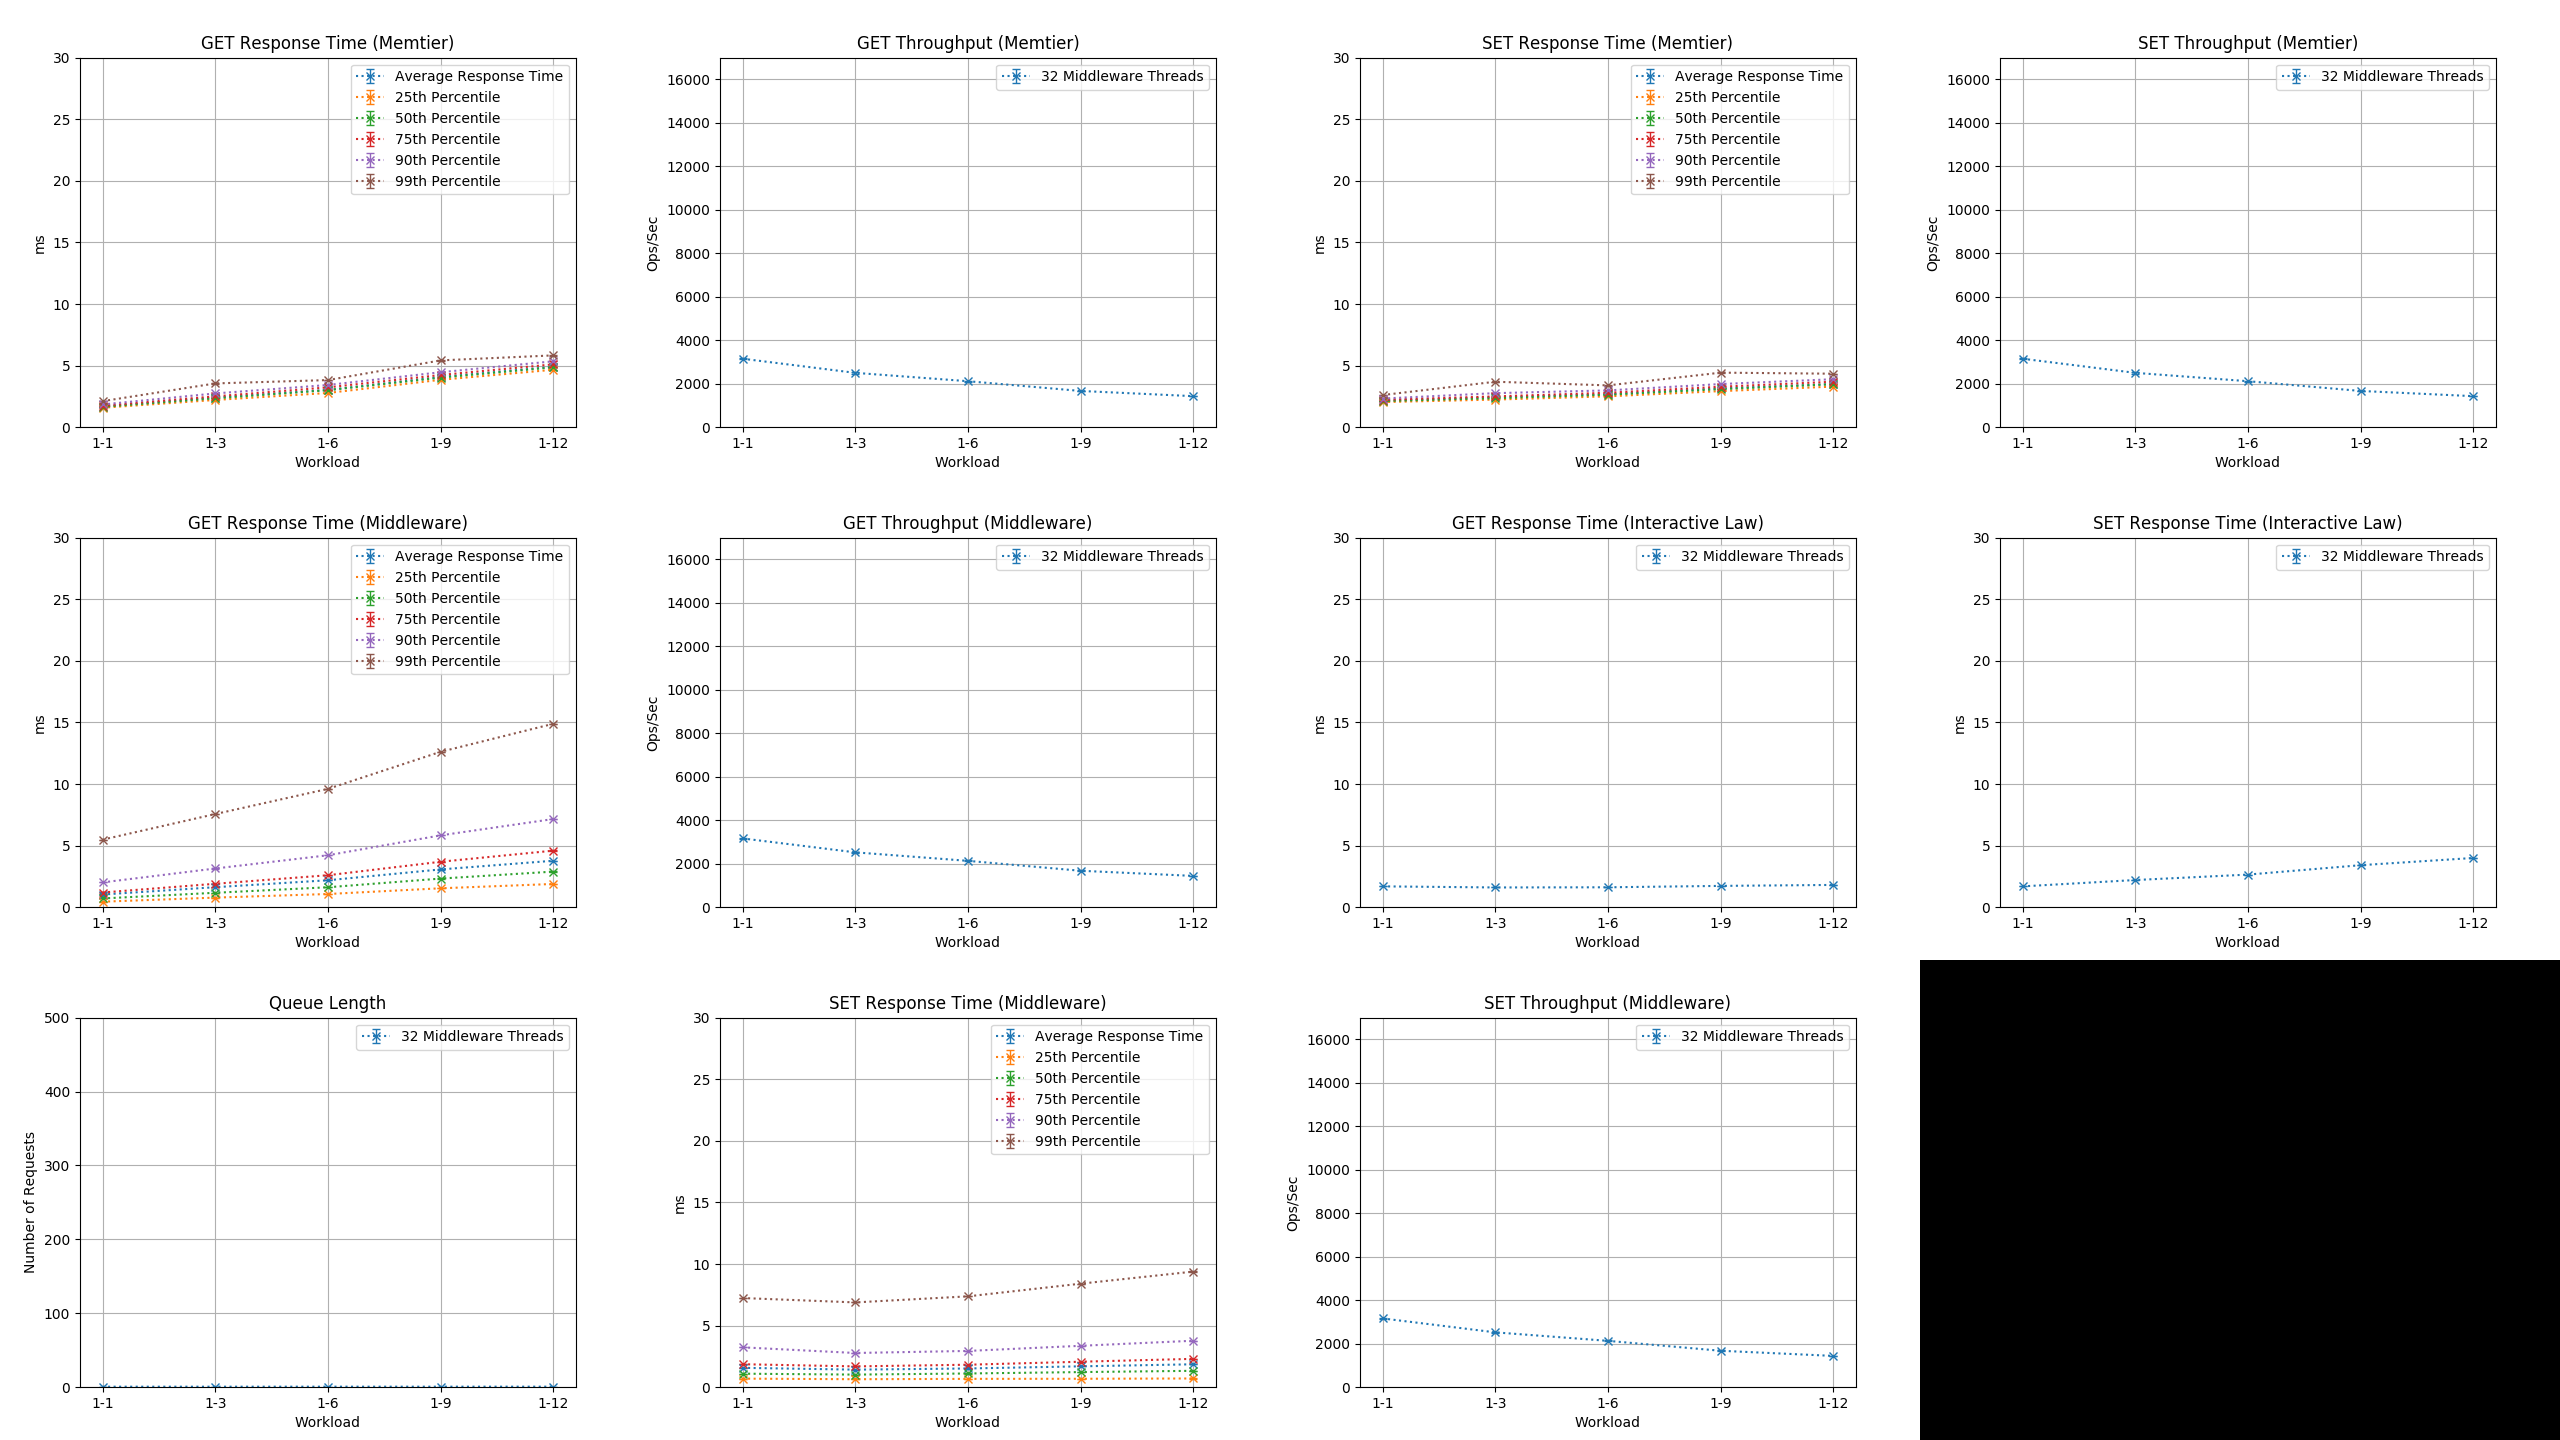 GET Response Time (Memtier)
30
25
20
15
10
5
0
ms
Average Response Time
25th Percentile
50th Percentile
75th Percentile
90th Percentile
99th Percentile
1-1 1-3 1-6 1-9 1-12
Workload
GET Throughput (Memtier)
16000
14000
12000
10000
8000
6000
4000
2000
0
Ops/Sec
32 Middleware Threads
1-1 1-3 1-6 1-9 1-12
Workload
SET Response Time (Memtier)
30
25
20
15
10
5
0
ms
Average Response Time
25th Percentile
50th Percentile
75th Percentile
90th Percentile
99th Percentile
1-1 1-3 1-6 1-9 1-12
Workload
SET Throughput (Memtier)
16000
14000
12000
10000
8000
6000
4000
2000
0
Ops/Sec
32 Middleware Threads
1-1 1-3 1-6 1-9 1-12
Workload
GET Response Time (Middleware)
30
25
20
15
10
5
0
ms
Average Response Time
25th Percentile
50th Percentile
75th Percentile
90th Percentile
99th Percentile
1-1 1-3 1-6 1-9 1-12
Workload
GET Throughput (Middleware)
16000
14000
12000
10000
8000
6000
4000
2000
0
Ops/Sec
32 Middleware Threads
1-1 1-3 1-6 1-9 1-12
Workload
GET Response Time (Interactive Law)
30
25
20
15
10
5
0
ms
32 Middleware Threads
1-1 1-3 1-6 1-9 1-12
Workload
SET Response Time (Interactive Law)
30
25
20
15
10
5
0
ms
32 Middleware Threads
1-1 1-3 1-6 1-9 1-12
Workload
Queue Length
500
400
300
200
100
0
Number of Requests
32 Middleware Threads
1-1 1-3 1-6 1-9 1-12
Workload
SET Response Time (Middleware)
30
25
20
15
10
5
0
ms
Average Response Time
25th Percentile
50th Percentile
75th Percentile
90th Percentile
99th Percentile
1-1 1-3 1-6 1-9 1-12
Workload
SET Throughput (Middleware)
16000
14000
12000
10000
8000
6000
4000
2000
0
Ops/Sec
32 Middleware Threads
1-1 1-3 1-6 1-9 1-12
Workload